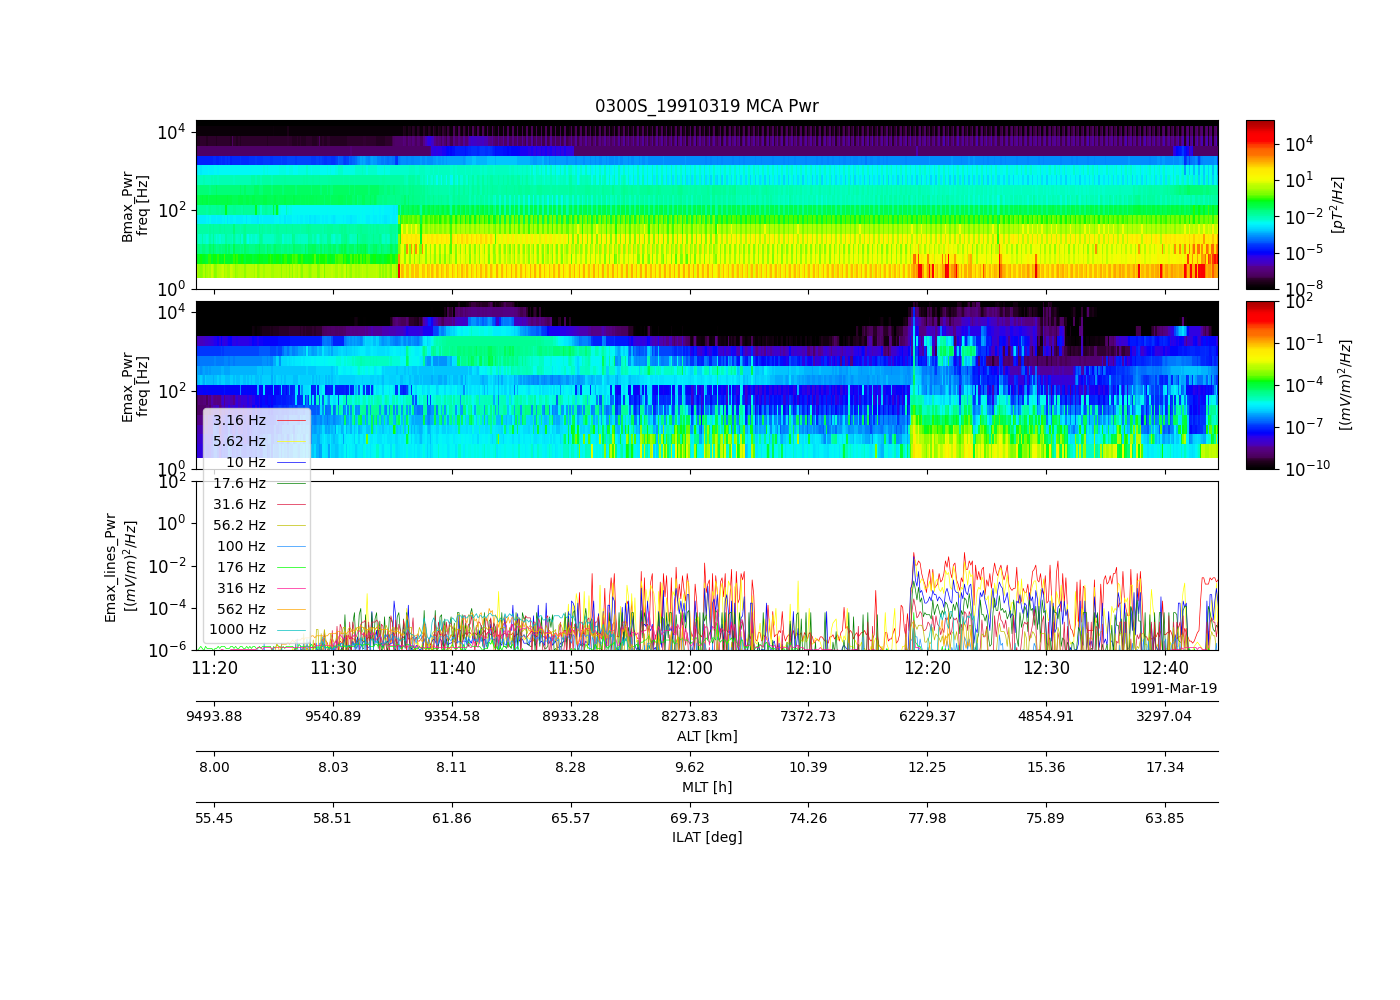 0300S_19910319 MCA Pwr
10^4
10^2
10^0
Bmax_Pwr
freq [Hz]
10^4
10^1
10^-2
10^-5
10^-8
[pT^2/Hz]
10^4
10^2
10^0
Emax_Pwr
freq [Hz]
10^2
10^-1
10^-4
10^-7
10^-10
[(mV/m)^2/Hz]
3.16 Hz
5.62 Hz
10 Hz
17.6 Hz
31.6 Hz
56.2 Hz
100 Hz
176 Hz
316 Hz
562 Hz
1000 Hz
10^2
10^0
10^-2
10^-4
10^-6
Emax_lines_Pwr
[(mV/m)^2/Hz]
11:20 11:30 11:40 11:50 12:00 12:10 12:20 12:30 12:40
1991-Mar-19
9493.88 9540.89 9354.58 8933.28 8273.83 7372.73 6229.37 4854.91 3297.04
ALT [km]
8.00 8.03 8.11 8.28 9.62 10.39 12.25 15.36 17.34
MLT [h]
55.45 58.51 61.86 65.57 69.73 74.26 77.98 75.89 63.85
ILAT [deg]